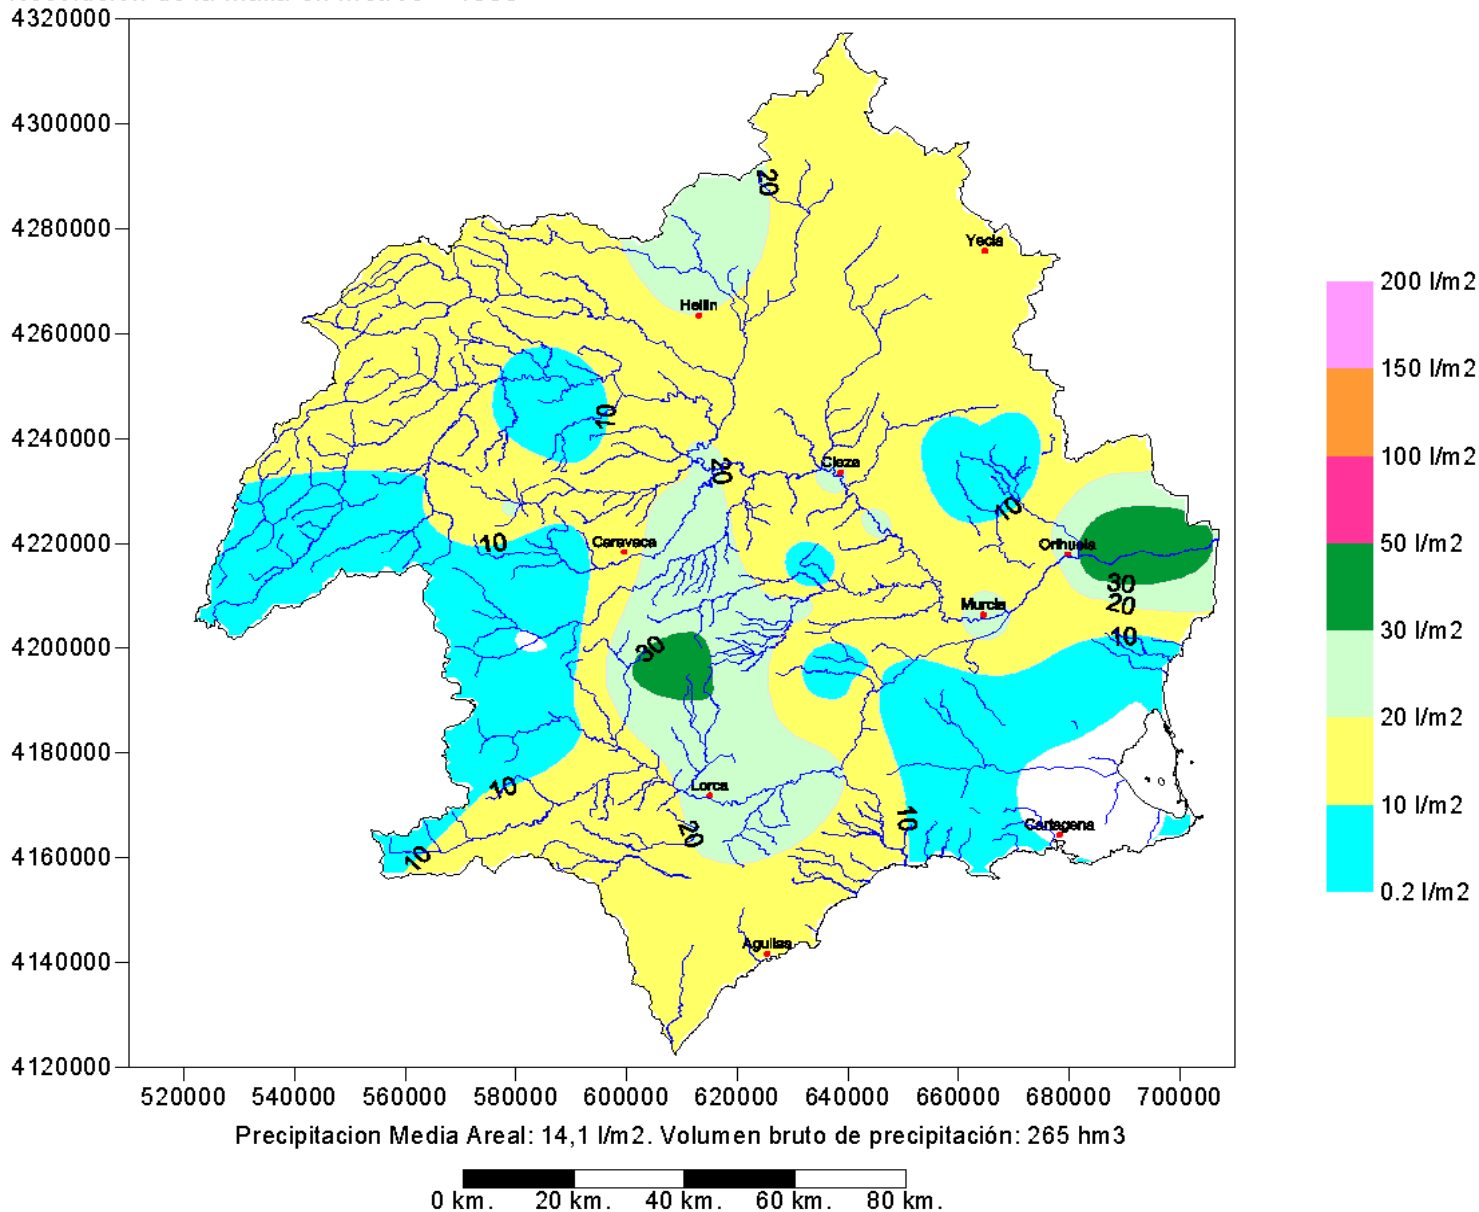 4320000
4300000
4280000
4260000
4240000
4220000
4200000
4180000
4160000
4140000
4120000
520000 540000 560000 580000 600000 620000 640000 660000 680000 700000
20
Yecla
Hellin
10
20
Cieza
10
10
Caravaca
Orihuela
30
20
Murcia
10
30
10
Lorca
20
10
Cartagena
10
Aguilas
200 l/m2
150 l/m2
100 l/m2
50 l/m2
30 l/m2
20 l/m2
10 l/m2
0.2 l/m2
Precipitacion Media Areal: 14,1 l/m2. Volumen bruto de precipitación: 265 hm3
0 km. 20 km. 40 km. 60 km. 80 km.